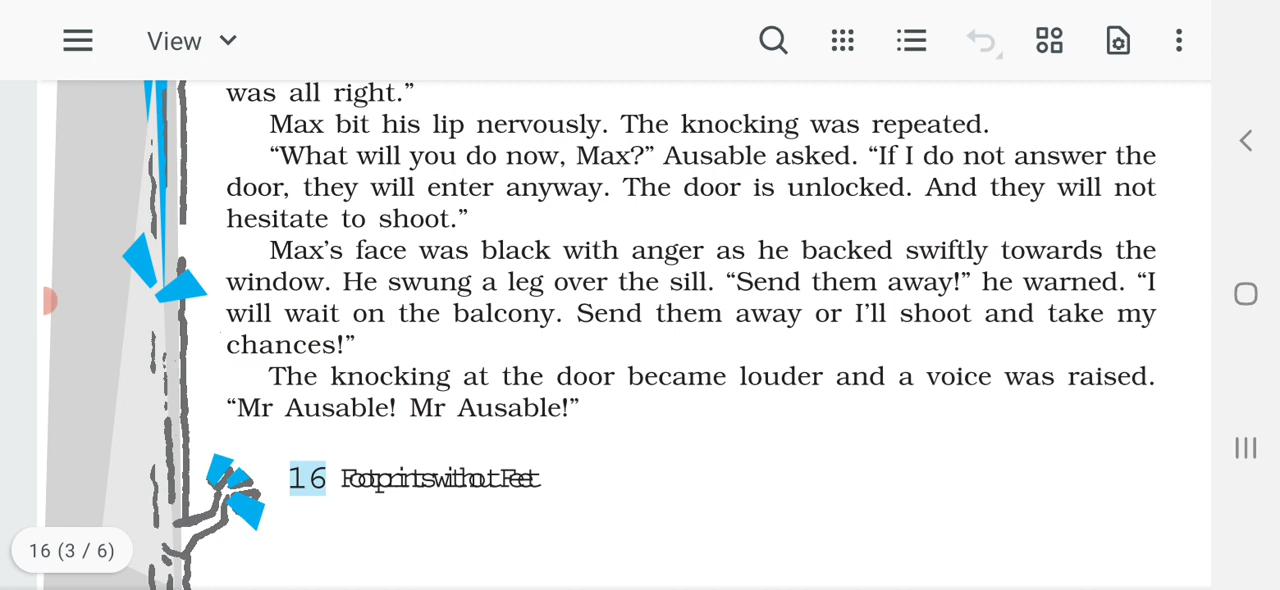 View
was all right.”
Max bit his lip nervously. The knocking was repeated.
“What will you do now, Max?” Ausable asked. “If I do not answer the
door, they will enter anyway. The door is unlocked. And they will not
hesitate to shoot.”
Max’s face was black with anger as he backed swiftly towards the
window. He swung a leg over the sill. “Send them away!” he warned. “I
will wait on the balcony. Send them away or I’ll shoot and take my
chances!”
The knocking at the door became louder and a voice was raised.
“Mr Ausable! Mr Ausable!”
16 Footprints without Feet
16 (3 / 6)